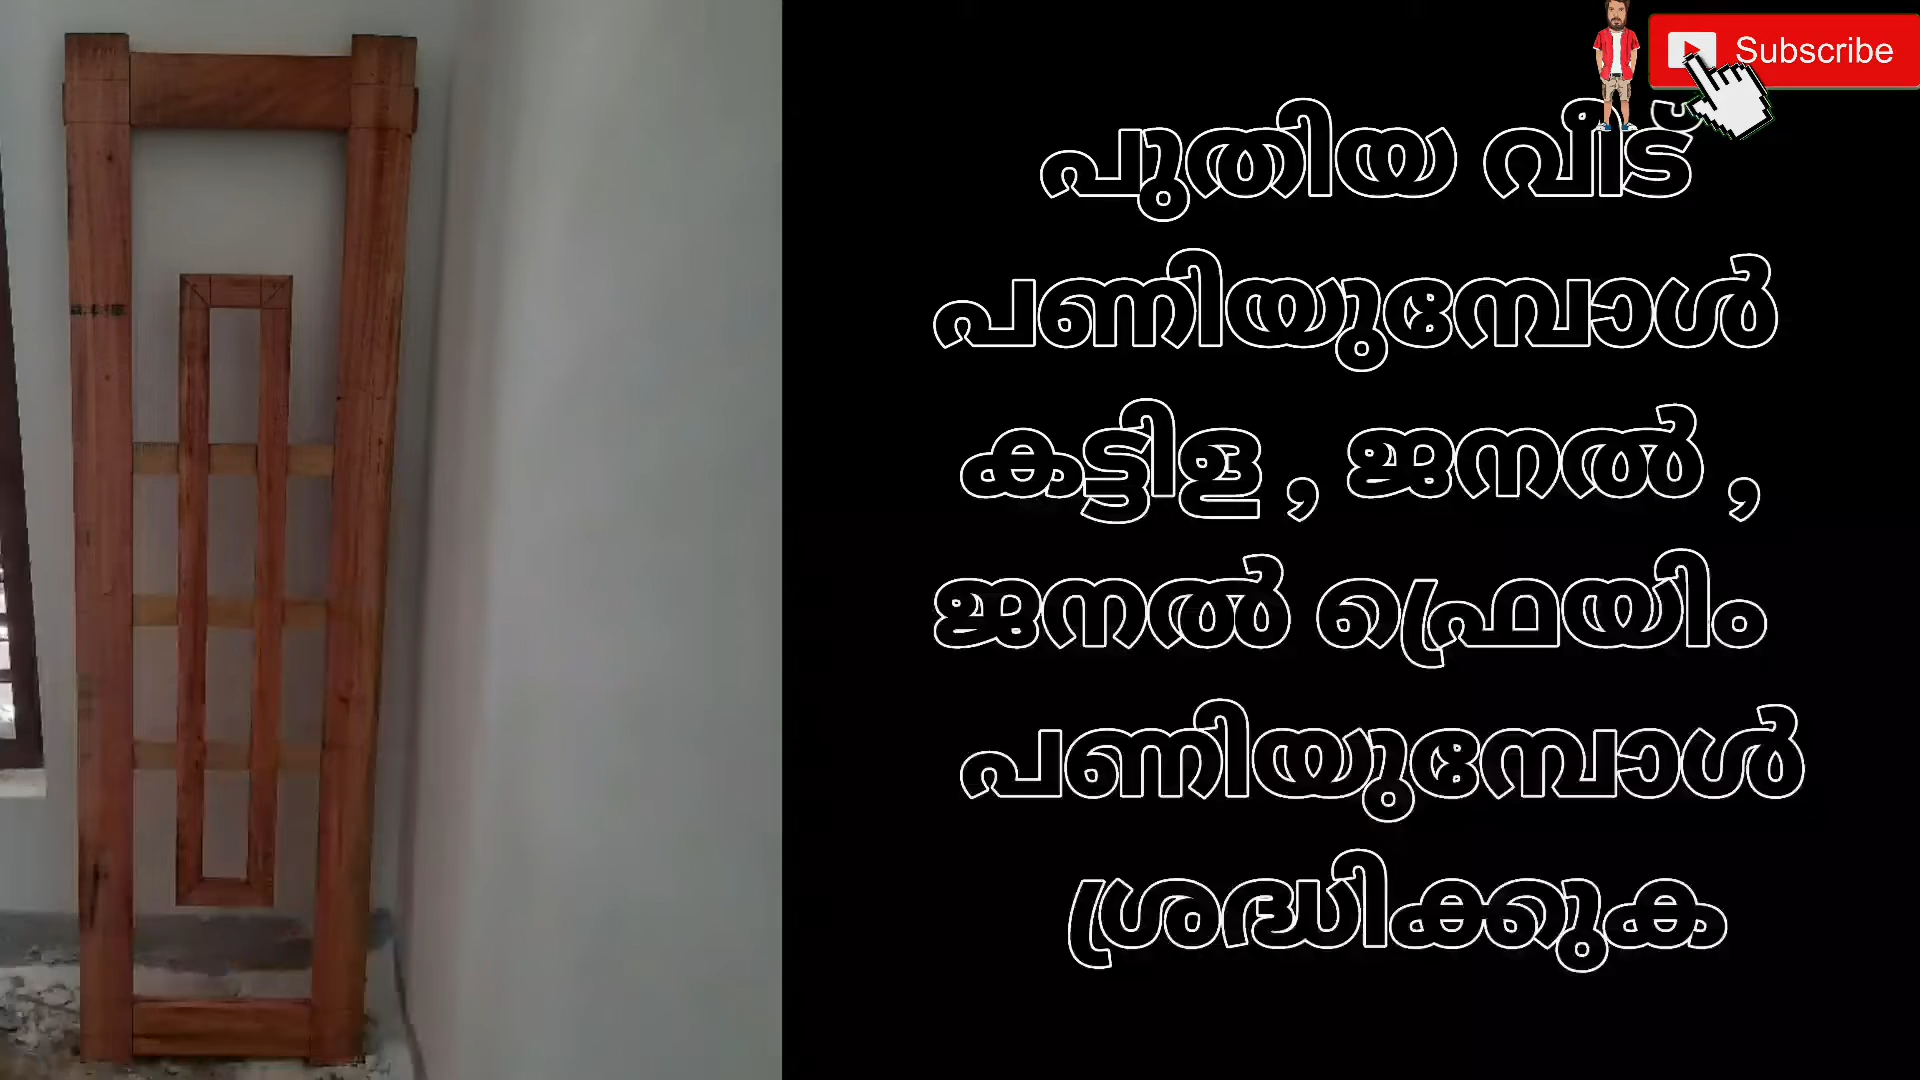 Subscribe
പുതിയ വീട്
പണിയുമ്പോൾ
കട്ടിള , ജനൽ ,
ജനൽ ഫ്രെയിം
പണിയുമ്പോൾ
ശ്രദ്ധിക്കുക